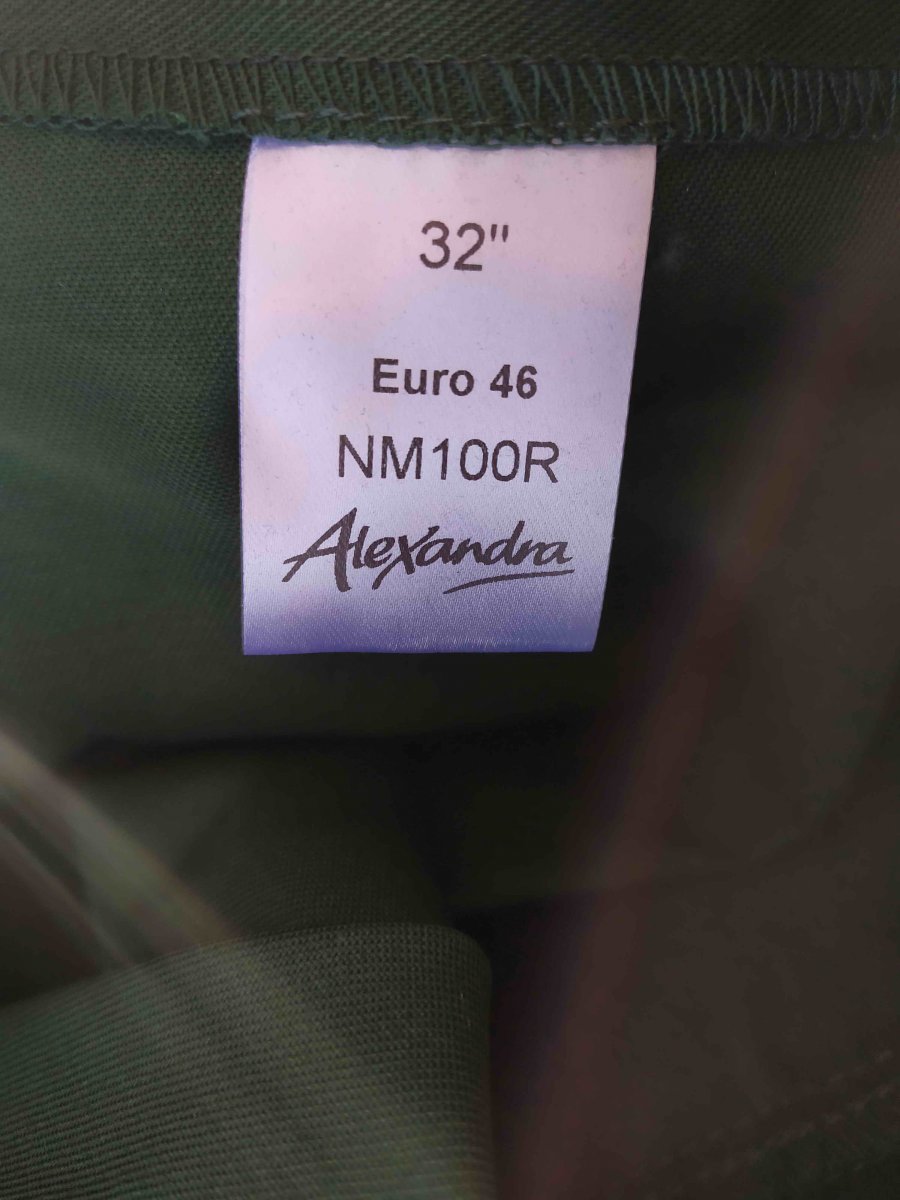 32"
Euro 46
NM100R
Alexandra